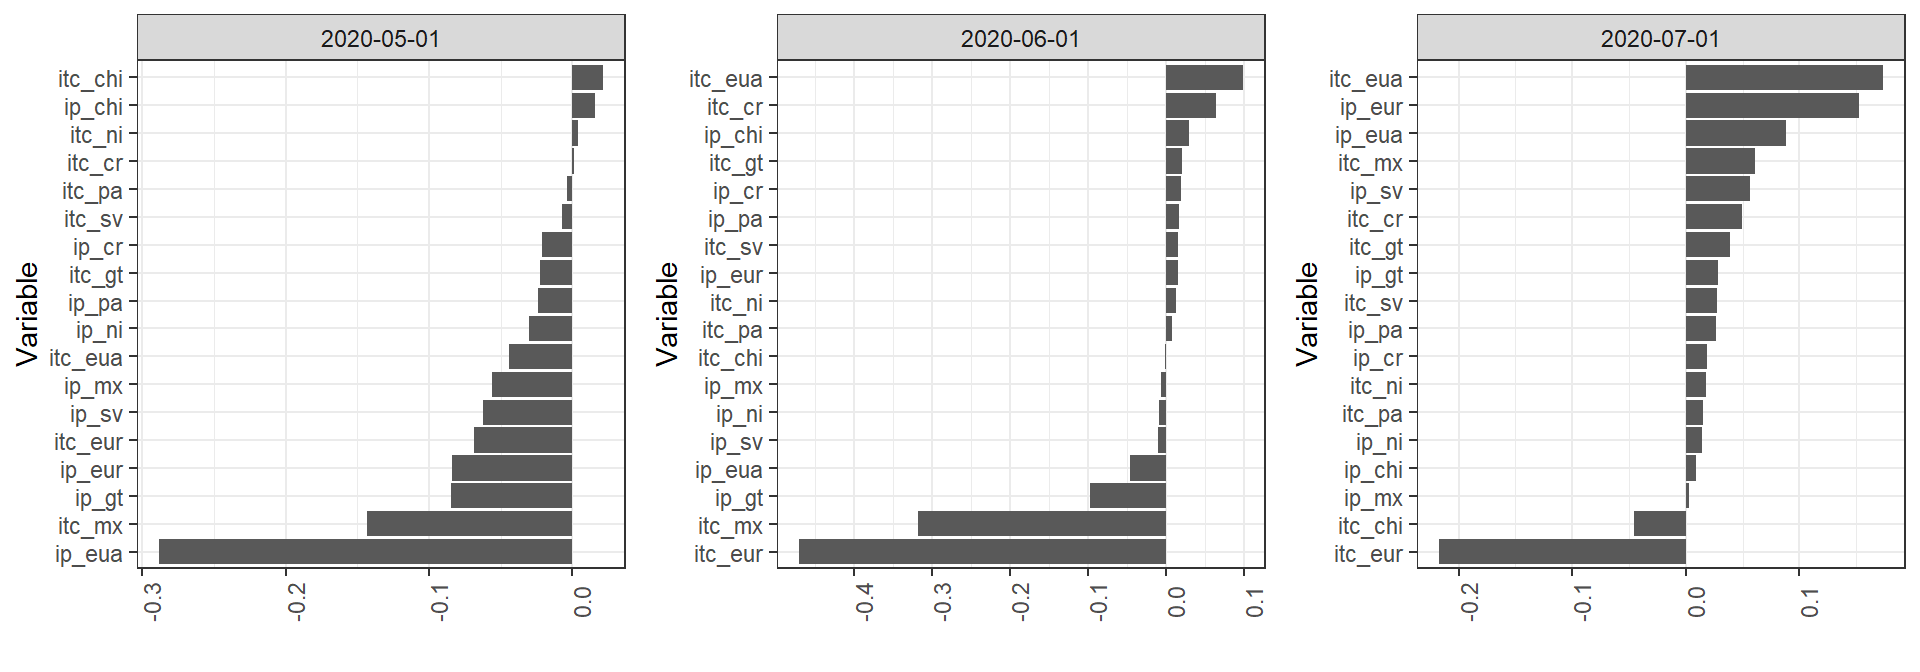 2020-05-01
Variable
itc_chi
ip_chi
itc_ni
itc_cr
itc_pa
itc_sv
ip_cr
itc_gt
ip_pa
ip_ni
itc_eua
ip_mx
ip_sv
itc_eur
ip_eur
ip_gt
itc_mx
ip_eua
-0.3 -0.2 -0.1 0.0
2020-06-01
Variable
itc_eua
itc_cr
ip_chi
itc_gt
ip_cr
ip_pa
itc_sv
ip_eur
itc_ni
itc_pa
itc_chi
ip_mx
ip_ni
ip_sv
ip_eua
ip_gt
itc_mx
itc_eur
-0.4 -0.3 -0.2 -0.1 0.0 0.1
2020-07-01
Variable
itc_eua
ip_eur
ip_eua
itc_mx
ip_sv
itc_cr
itc_gt
ip_gt
itc_sv
ip_pa
ip_cr
itc_ni
itc_pa
ip_ni
ip_chi
ip_mx
itc_chi
itc_eur
-0.2 -0.1 0.0 0.1